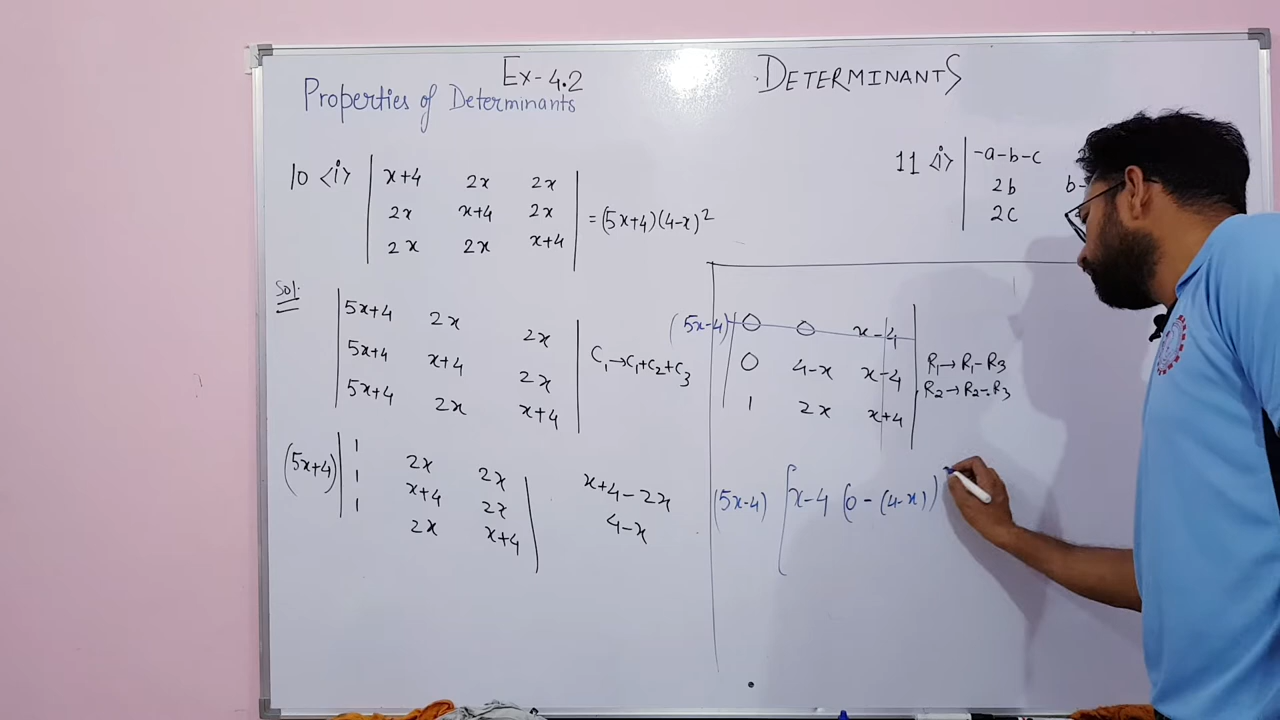 Ex-4.2
DETERMINANTS
Properties of Determinants
10 <i> | x+4 2x 2x |
| 2x x+4 2x | = (5x+4)(4-x)²
| 2x 2x x+4 |
11 <i> | -a-b-c
2b b-
2c
Sol:
| 5x+4 2x 2x |
| 5x+4 x+4 2x | C₁→C₁+C₂+C₃
| 5x+4 2x x+4 |
(5x+4) | 1 2x 2x |
| 1 x+4 2x |
| 1 2x x+4 |
x+4-2x
4-x
(5x-4) | 0 0 x-4 |
| 0 4-x x-4 | R₁→R₁-R₃
| 1 2x x+4 | R₂→R₂-R₃
(5x-4) [x-4 (0-(4-x))